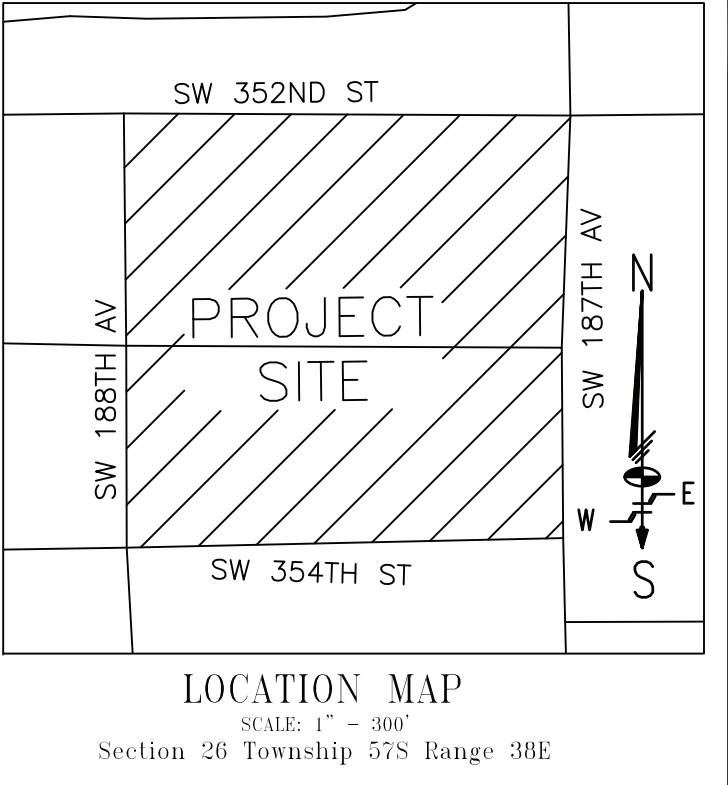 SW 352ND ST
SW 187TH AV
N
PROJECT
SITE
SW 188TH AV
E
W
S
SW 354TH ST
LOCATION MAP
SCALE: 1" - 300'
Section 26 Township 57S Range 38E